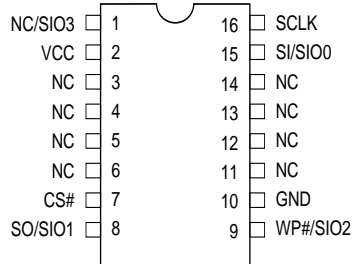 NC/SIO3 1 16 SCLK
VCC 2 15 SI/SIO0
NC 3 14 NC
NC 4 13 NC
NC 5 12 NC
NC 6 11 NC
CS# 7 10 GND
SO/SIO1 8 9 WP#/SIO2